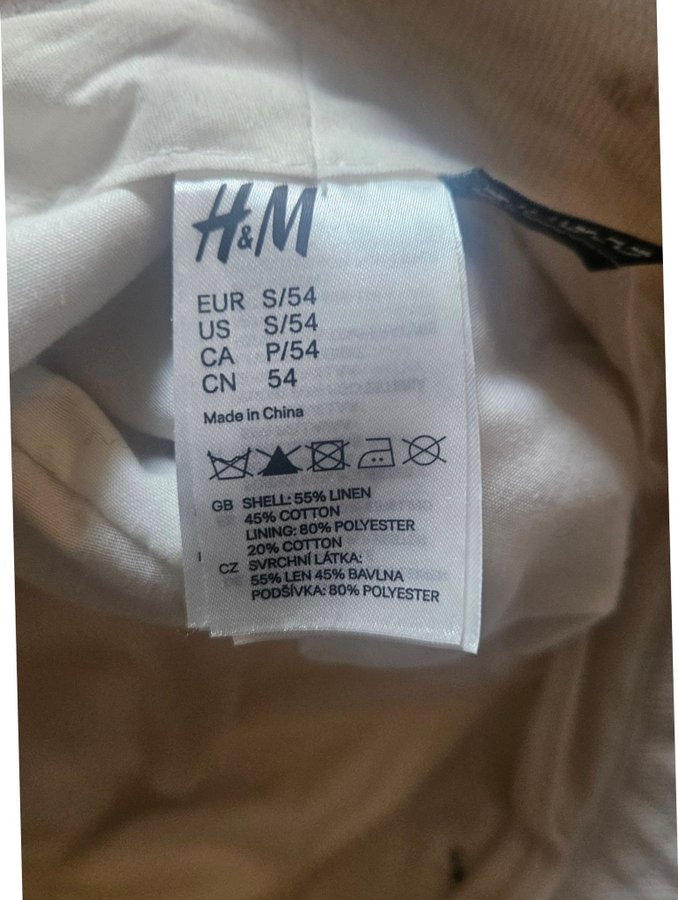 H&M
EUR S/54
US S/54
CA P/54
CN 54
Made in China
GB SHELL: 55% LINEN
45% COTTON
LINING: 80% POLYESTER
20% COTTON
CZ SVRCHNÍ LÁTKA:
55% LEN 45% BAVLNA
PODŠÍVKA: 80% POLYESTER